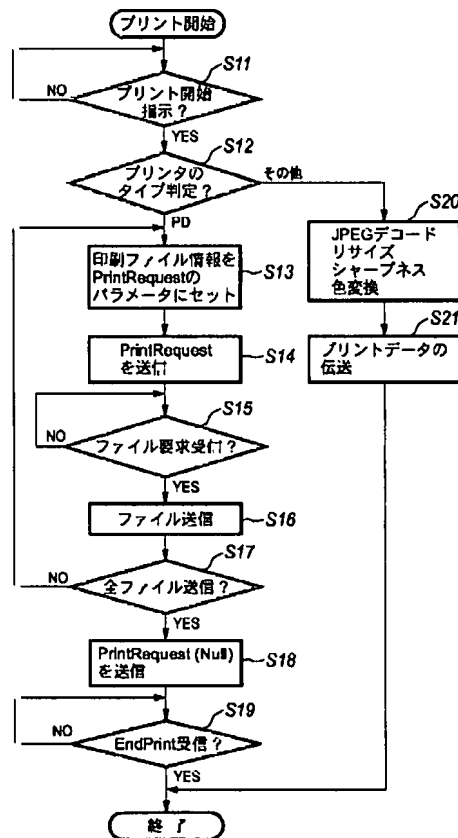 プリント開始
S11
プリント開始
指示？
NO
YES
S12
プリンタの
タイプ判定？
その他
PD
S13
印刷ファイル情報を
PrintRequestの
パラメータにセット
S14
PrintRequest
を送付
S15
ファイル要求受付？
NO
YES
S16
ファイル送信
S17
全ファイル送信？
NO
YES
S18
PrintRequest (Null)
を送信
S19
EndPrint受信？
NO
YES
S20
JPEGデコード
リサイズ
シャープネス
色変換
S21
プリントデータの
伝送
終了